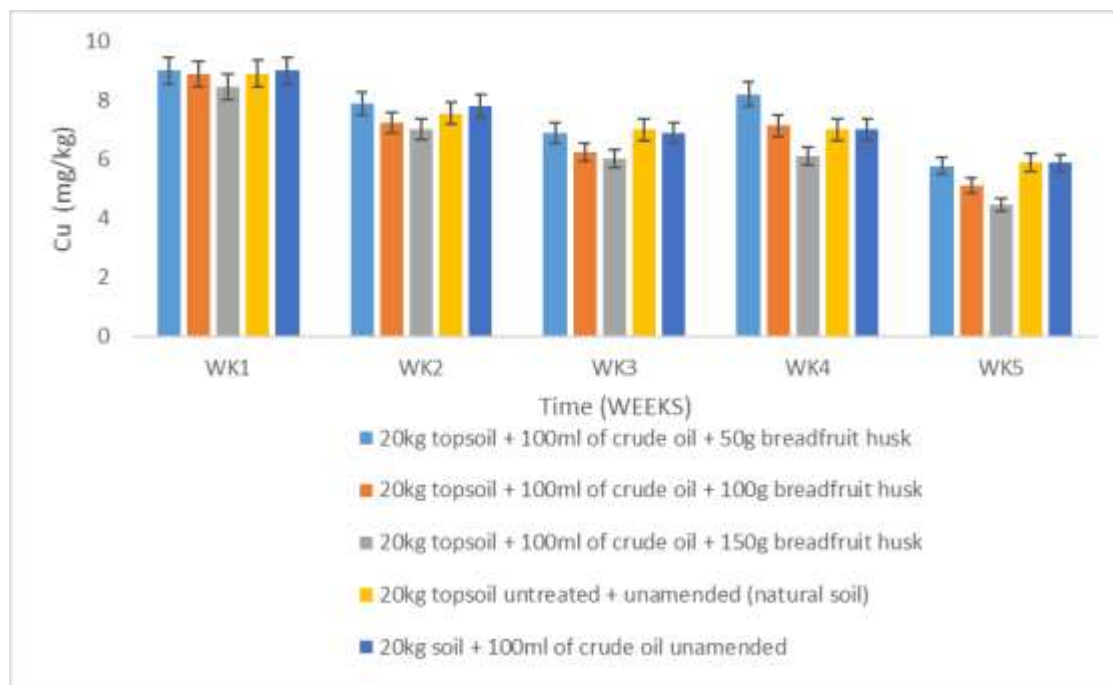 10
8
6
4
2
0
Cu (mg/kg)
WK1 WK2 WK3 WK4 WK5
Time (WEEKS)
20kg topsoil + 100ml of crude oil + 50g breadfruit husk
20kg topsoil + 100ml of crude oil + 100g breadfruit husk
20kg topsoil + 100ml of crude oil + 150g breadfruit husk
20kg topsoil untreated + unamended (natural soil)
20kg soil + 100ml of crude oil unamended